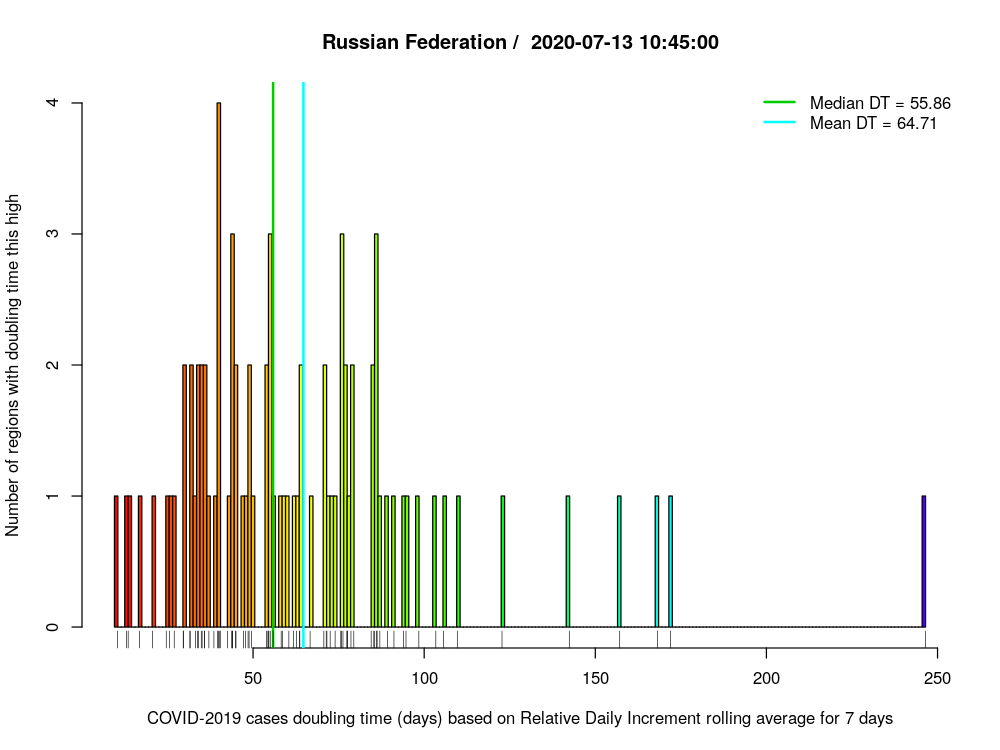 Russian Federation /  2020-07-13 10:45:00
Median DT = 55.86
Mean DT = 64.71
Number of regions with doubling time this high
4
3
2
1
0
50 100 150 200 250
COVID-2019 cases doubling time (days) based on Relative Daily Increment rolling average for 7 days